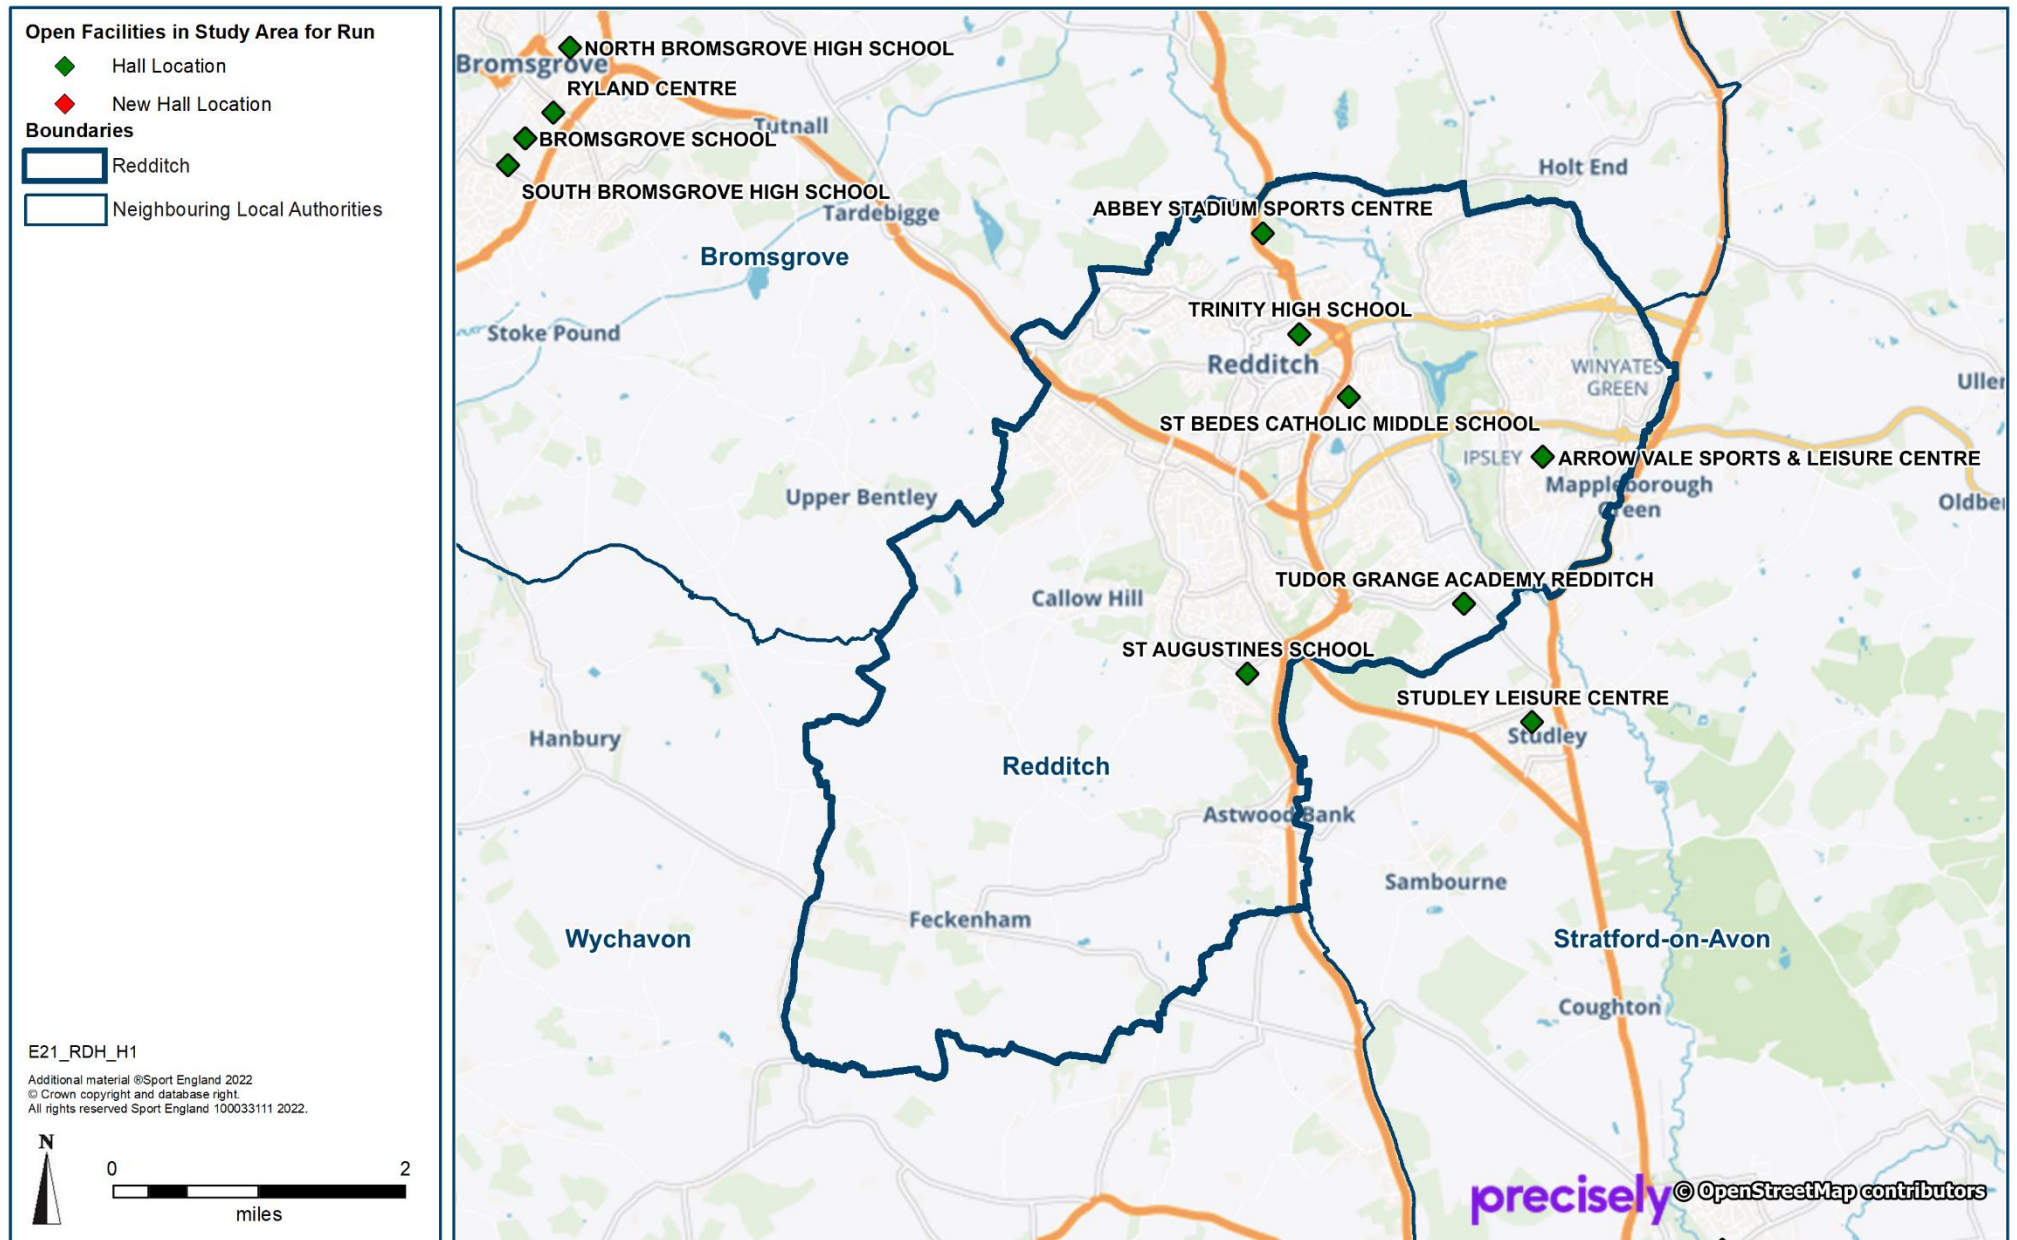 Open Facilities in Study Area for Run
Hall Location
New Hall Location
Boundaries
Redditch
Neighbouring Local Authorities
E21_RDH_H1
Additional material ®Sport England 2022
© Crown copyright and database right.
All rights reserved Sport England 100033111 2022.
N
0 2
miles
NORTH BROMSGROVE HIGH SCHOOL
Bromsgrove
RYLAND CENTRE
Tutnall
BROMSGROVE SCHOOL
Holt End
SOUTH BROMSGROVE HIGH SCHOOL
Tardebigge
ABBEY STADIUM SPORTS CENTRE
Bromsgrove
TRINITY HIGH SCHOOL
Stoke Pound
Redditch
WINYATES
GREEN
Uller
ST BEDES CATHOLIC MIDDLE SCHOOL
IPSLEY
ARROW VALE SPORTS & LEISURE CENTRE
Mappleborough
Green
Upper Bentley
Oldber
TUDOR GRANGE ACADEMY REDDITCH
Callow Hill
ST AUGUSTINES SCHOOL
STUDLEY LEISURE CENTRE
Studley
Hanbury
Redditch
Astwood Bank
Sambourne
Feckenham
Wychavon
Stratford-on-Avon
Coughton
precisely
© OpenStreetMap contributors